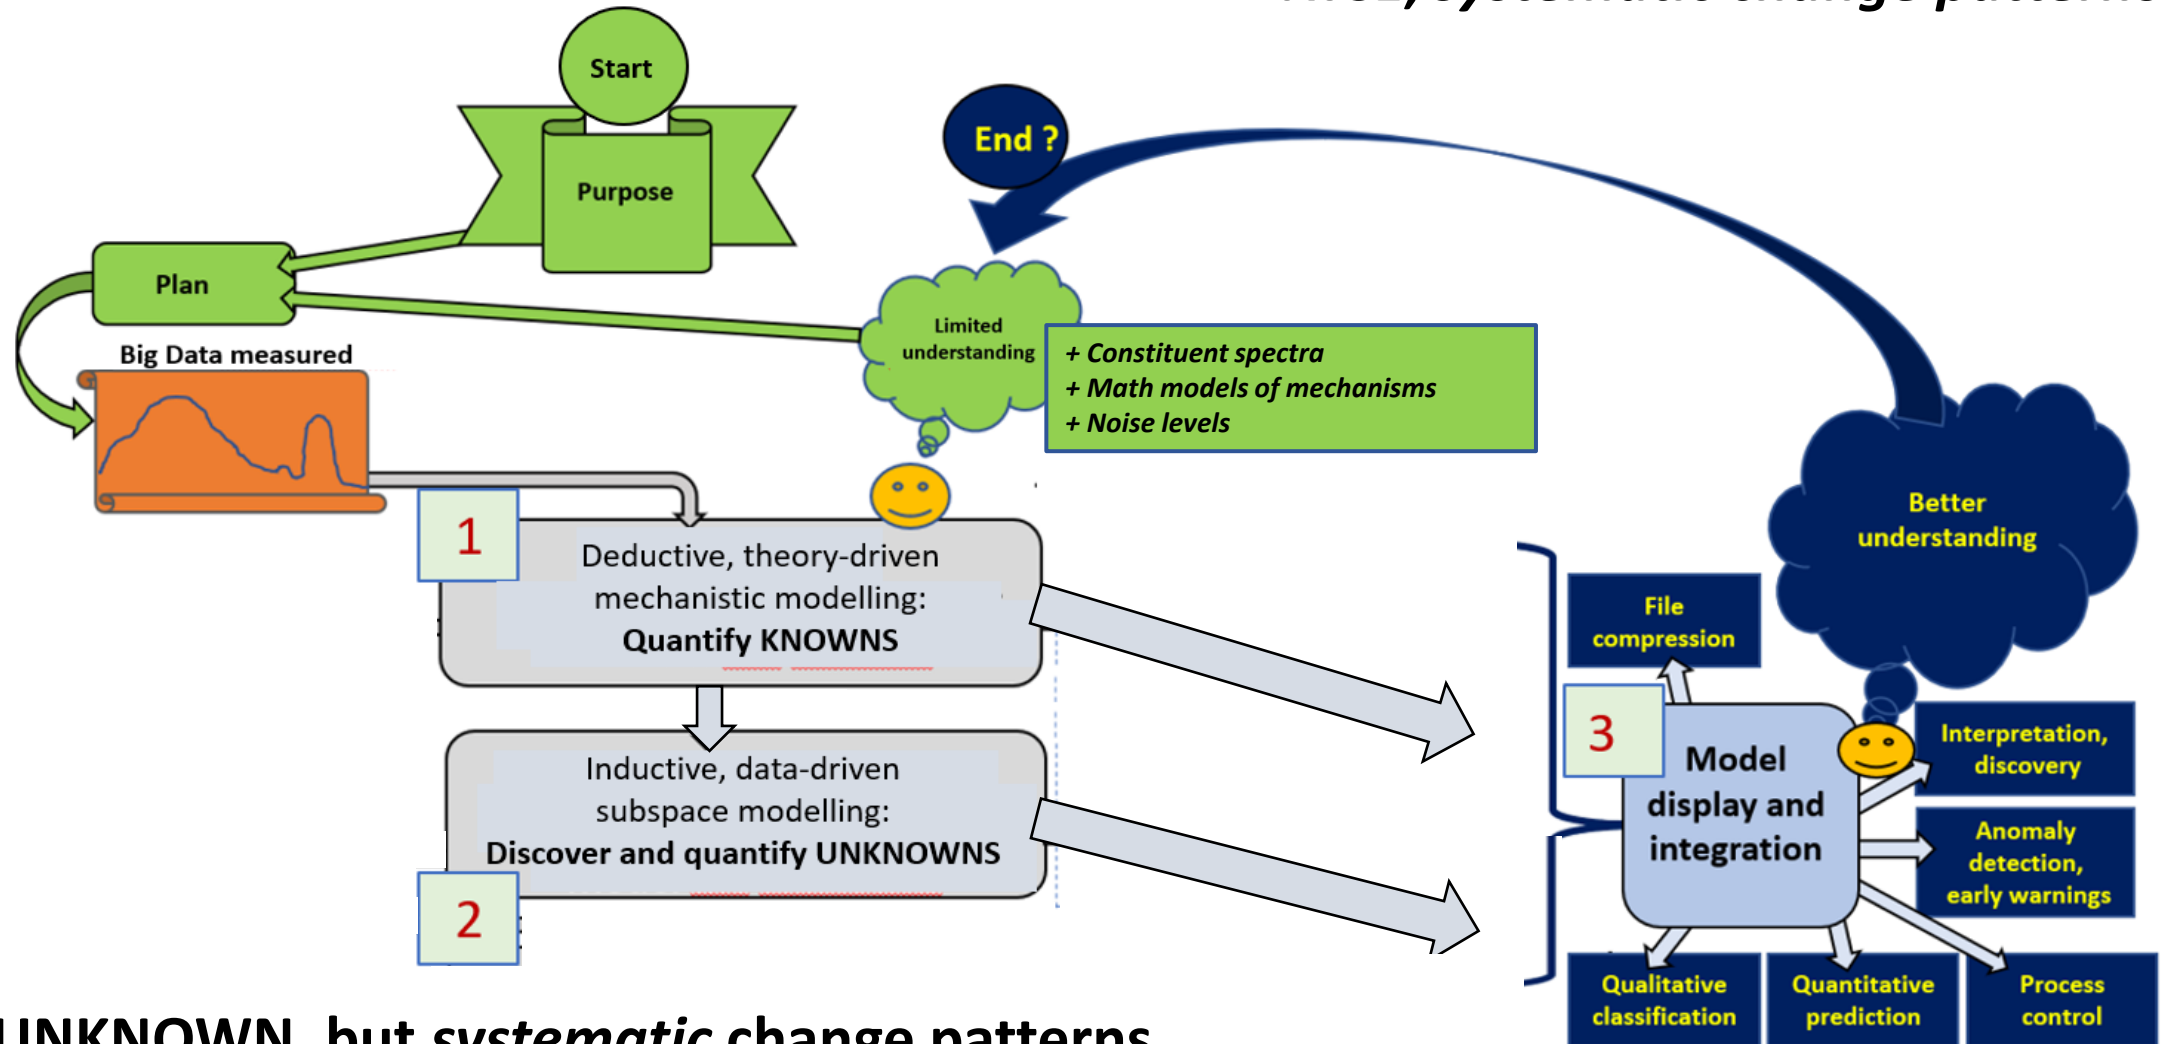 systematic change patterns
Start
End ?
Purpose
Plan
Big Data measured
Limited
understanding
+ Constituent spectra
+ Math models of mechanisms
+ Noise levels
Better
understanding
1
Deductive, theory-driven
mechanistic modelling:
Quantify KNOWNS
2
Inductive, data-driven
subspace modelling:
Discover and quantify UNKNOWNS
3
Model
display and
integration
File
compression
Interpretation,
discovery
Anomaly
detection,
early warnings
Qualitative
classification
Quantitative
prediction
Process
control
UNKNOWN, but systematic change patterns